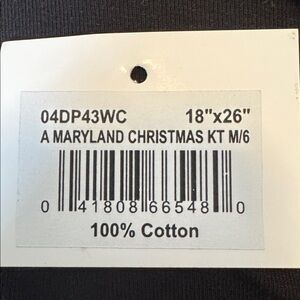 04DP43WC 18"x26"
A MARYLAND CHRISTMAS KT M/6
0 41808 66548 0
100% Cotton